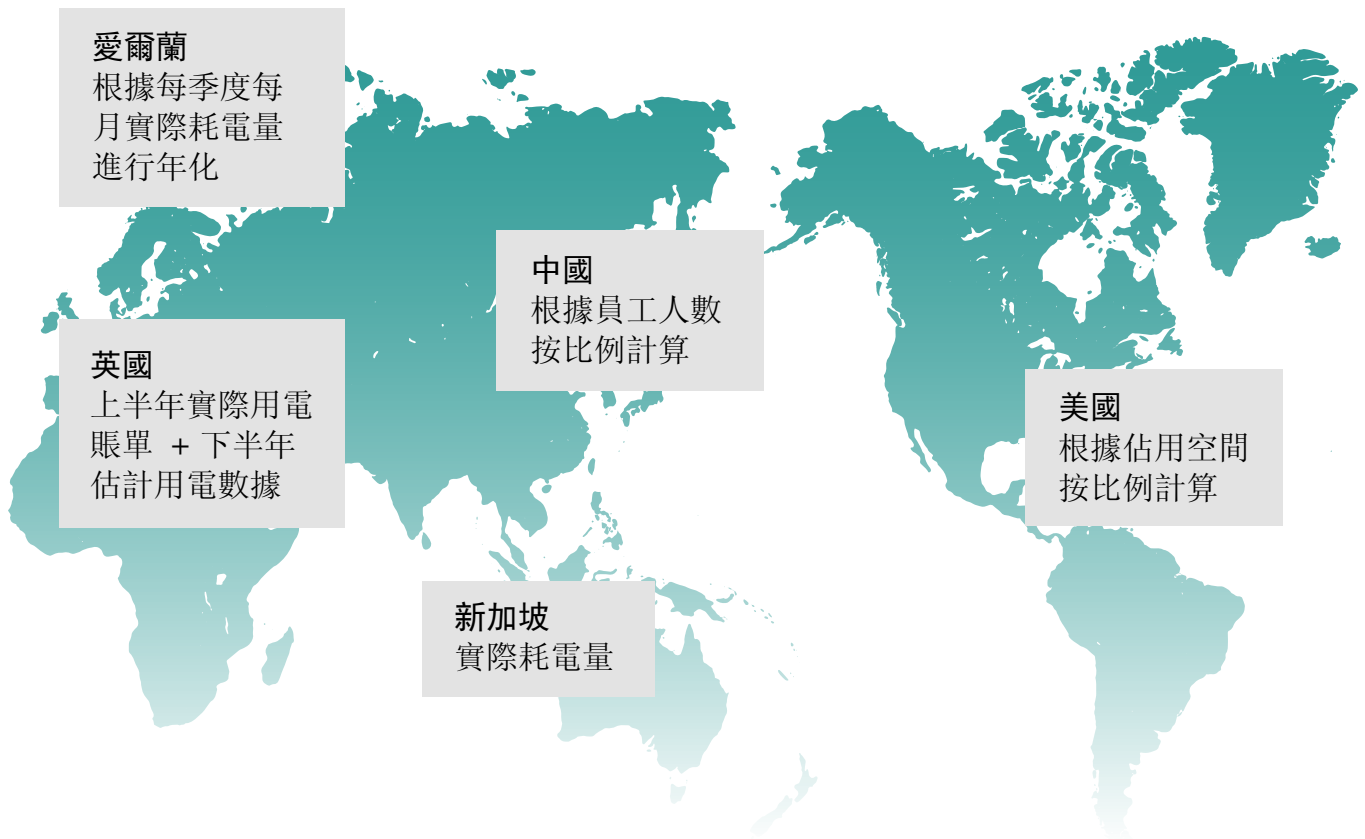 愛爾蘭
根據每季度每
月實際耗電量
進行年化
中國
根據員工人數
按比例計算
英國
上半年實際用電
賬單 + 下半年
估計用電數據
美國
根據佔用空間
按比例計算
新加坡
實際耗電量